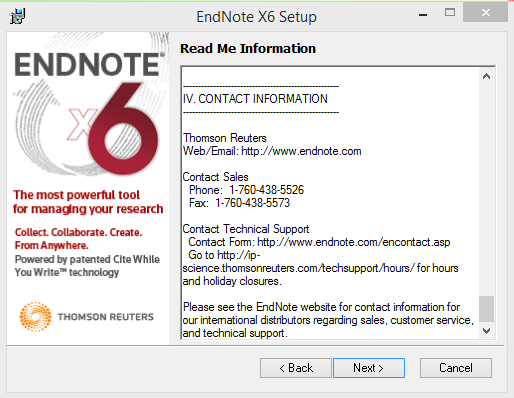 EndNote X6 Setup
ENDNOTE®
X6
The most powerful tool
for managing your research
Collect. Collaborate. Create.
From Anywhere.
Powered by patented Cite While
You Write™ technology
THOMSON REUTERS
Read Me Information
----------------------------------------------------
IV. CONTACT INFORMATION
----------------------------------------------------
Thomson Reuters
Web/Email: http://www.endnote.com
Contact Sales
Phone: 1-760-438-5526
Fax: 1-760-438-5573
Contact Technical Support
Contact Form: http://www.endnote.com/encontact.asp
Go to http://ip-
science.thomsonreuters.com/techsupport/hours/ for hours
and holiday closures.
Please see the EndNote website for contact information for
our international distributors regarding sales, customer service,
and technical support.
< Back
Next >
Cancel